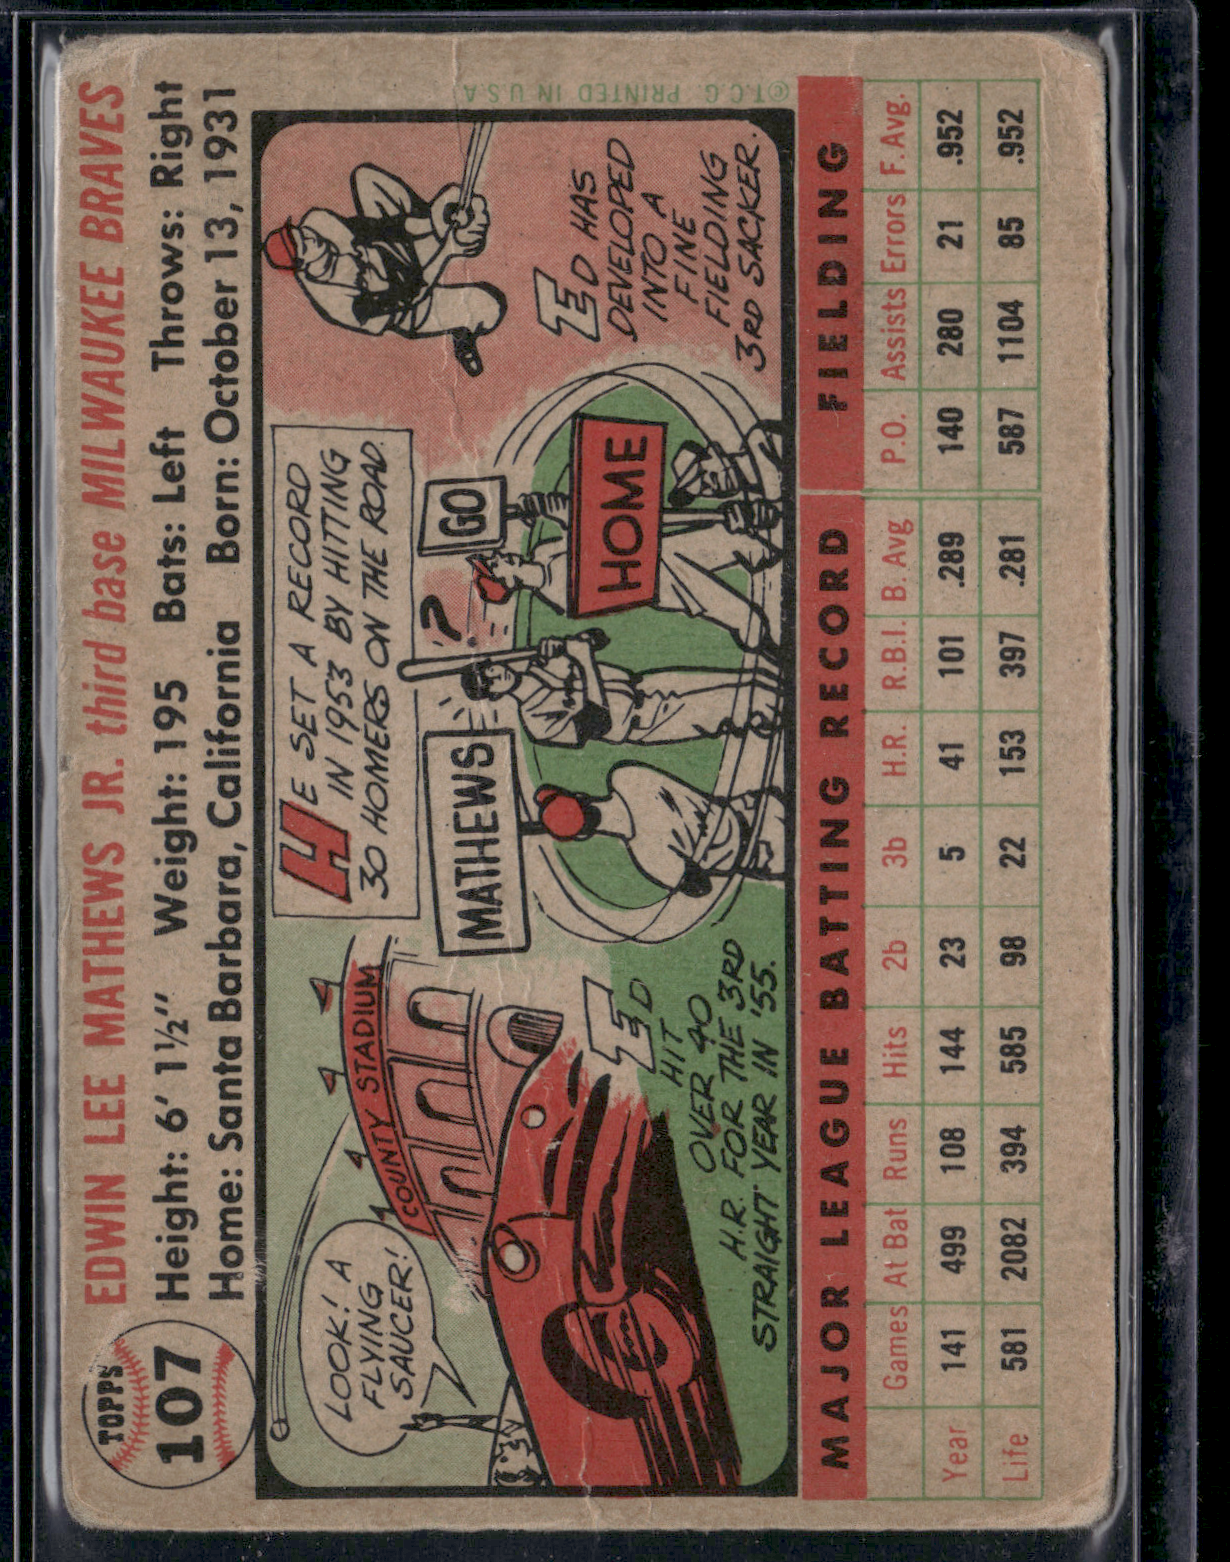 TOPPS
107
EDWIN LEE MATHEWS JR. third base MILWAUKEE BRAVES
Height: 6' 1½" Weight: 195 Bats: Left Throws: Right
Home: Santa Barbara, California Born: October 13, 1931
LOOK! A
FLYING
SAUCER!
COUNTY STADIUM
ED
HIT
OVER 40
H.R. FOR THE 3RD
STRAIGHT YEAR IN '55.
HE SET A RECORD
IN 1953 BY HITTING
30 HOMERS ON THE ROAD.
MATHEWS
?
GO
HOME
ED HAS
DEVELOPED
INTO A
FINE
FIELDING
3RD SACKER.
©T.C.G. PRINTED IN U.S.A.
MAJOR LEAGUE BATTING RECORD FIELDING
Games At Bat Runs Hits 2b 3b H.R. R.B.I. B. Avg P.O. Assists Errors F. Avg.
Year 141 499 108 144 23 5 41 101 .289 140 280 21 .952
Life 581 2082 394 585 98 22 153 397 .281 587 1104 85 .952